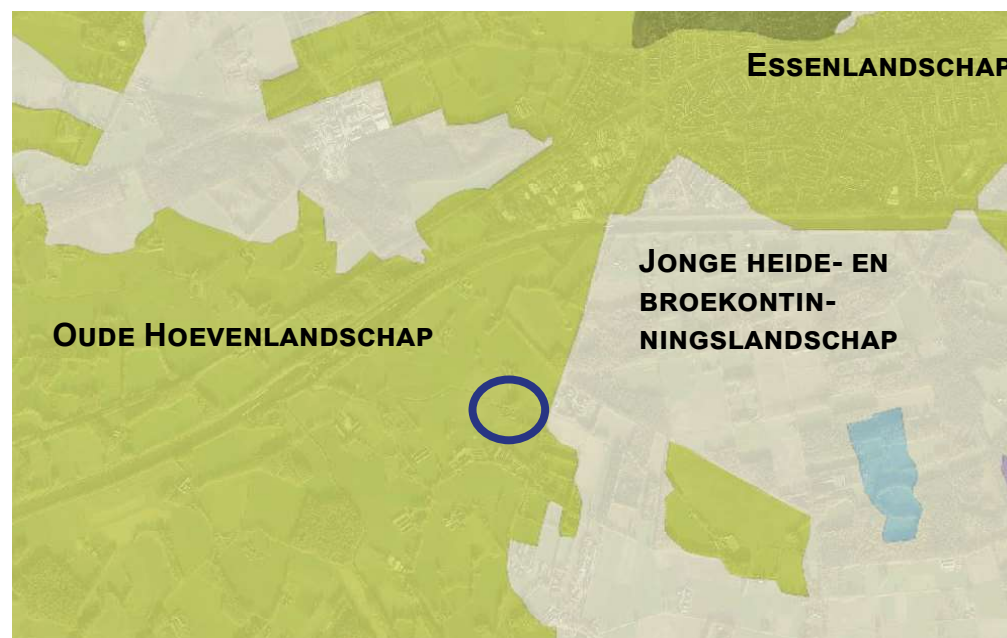 ESSENLANDSCHAP
JONGE HEIDE- EN
BROEKONTIN-
NINGSLANDSCHAP
OUDE HOEVENLANDSCHAP